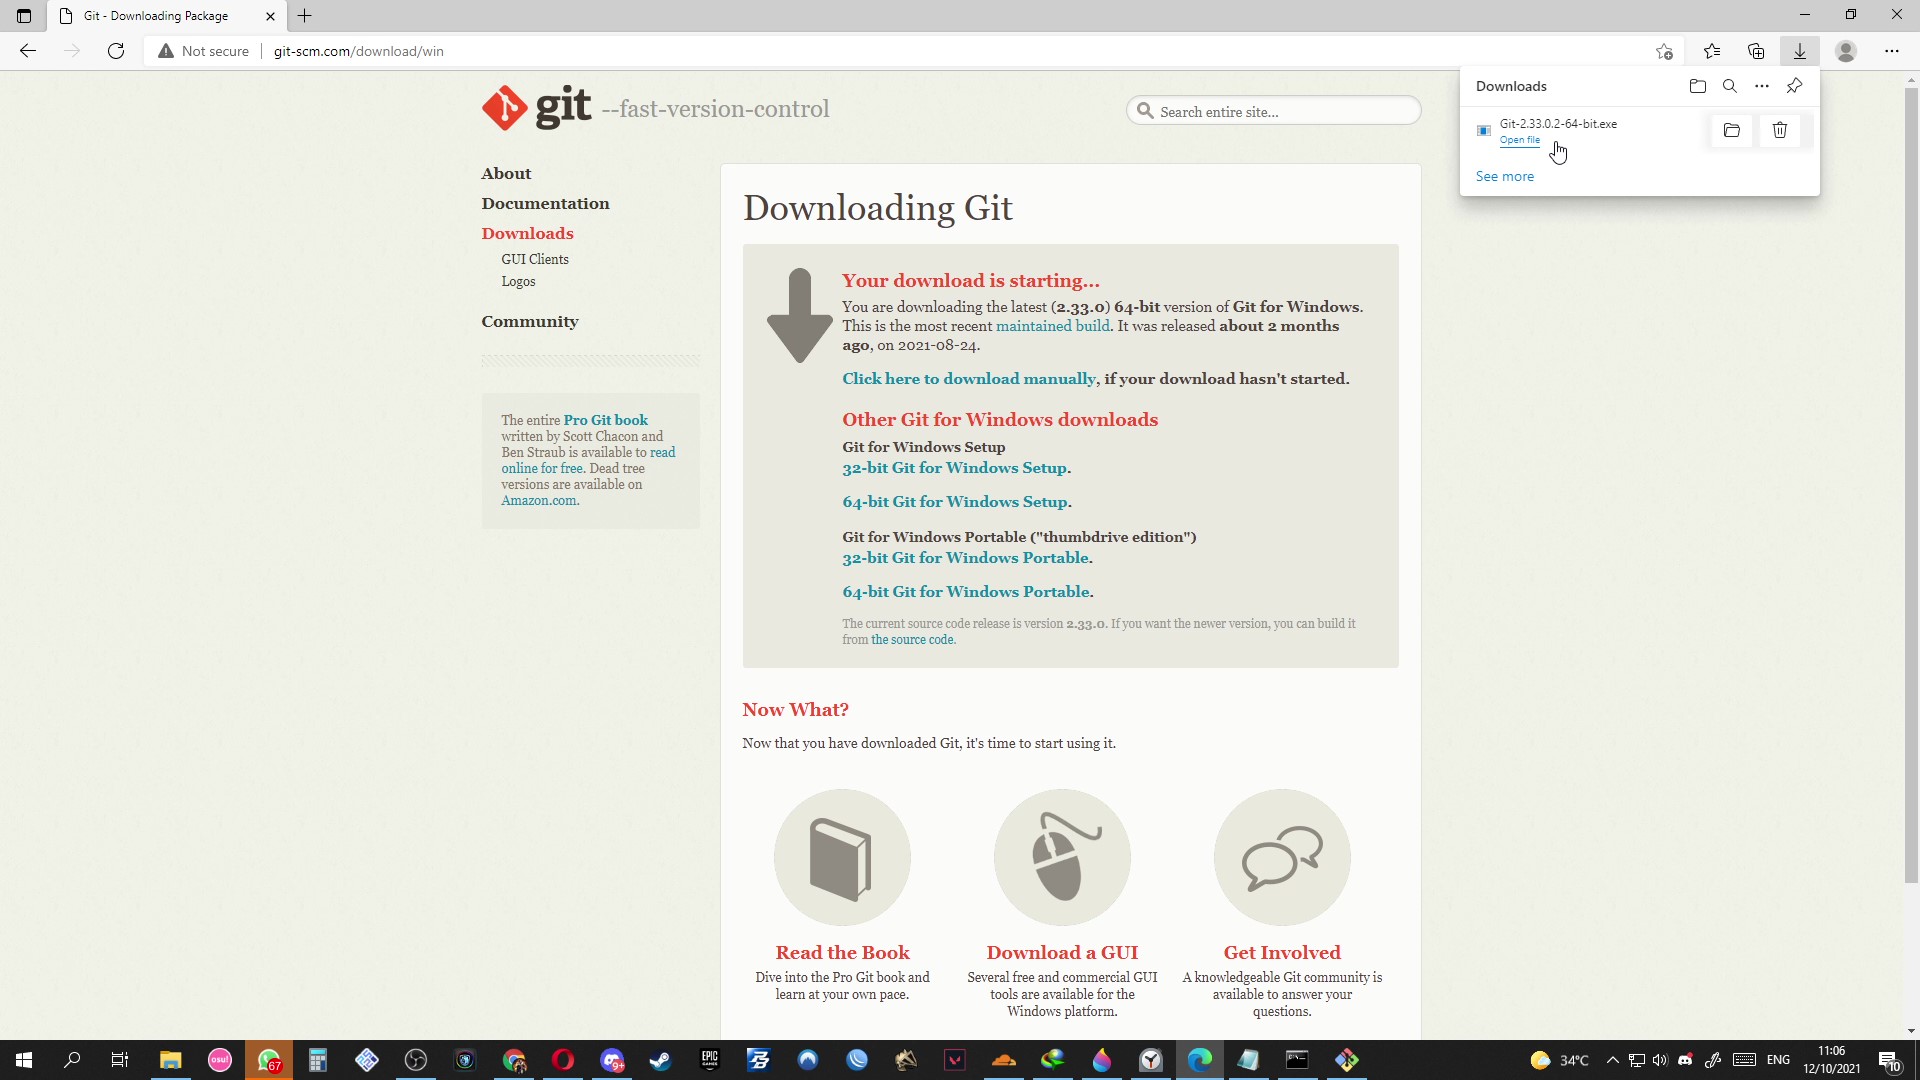 Git - Downloading Package
Not secure
git-scm.com/download/win
Downloads
Git-2.33.0.2-64-bit.exe
Open file
See more
git --fast-version-control
Search entire site...
About
Documentation
Downloads
GUI Clients
Logos
Community
The entire Pro Git book
written by Scott Chacon and
Ben Straub is available to read
online for free. Dead tree
versions are available on
Amazon.com.
Downloading Git
Your download is starting...
You are downloading the latest (2.33.0) 64-bit version of Git for Windows.
This is the most recent maintained build. It was released about 2 months
ago, on 2021-08-24.
Click here to download manually, if your download hasn't started.
Other Git for Windows downloads
Git for Windows Setup
32-bit Git for Windows Setup.
64-bit Git for Windows Setup.
Git for Windows Portable ("thumbdrive edition")
32-bit Git for Windows Portable.
64-bit Git for Windows Portable.
The current source code release is version 2.33.0. If you want the newer version, you can build it
from the source code.
Now What?
Now that you have downloaded Git, it's time to start using it.
Read the Book
Dive into the Pro Git book and
learn at your own pace.
Download a GUI
Several free and commercial GUI
tools are available for the
Windows platform.
Get Involved
A knowledgeable Git community is
available to answer your
questions.
osu!
67
9+
EPIC
GAMES
34°C
ENG
11:06
12/10/2021
10